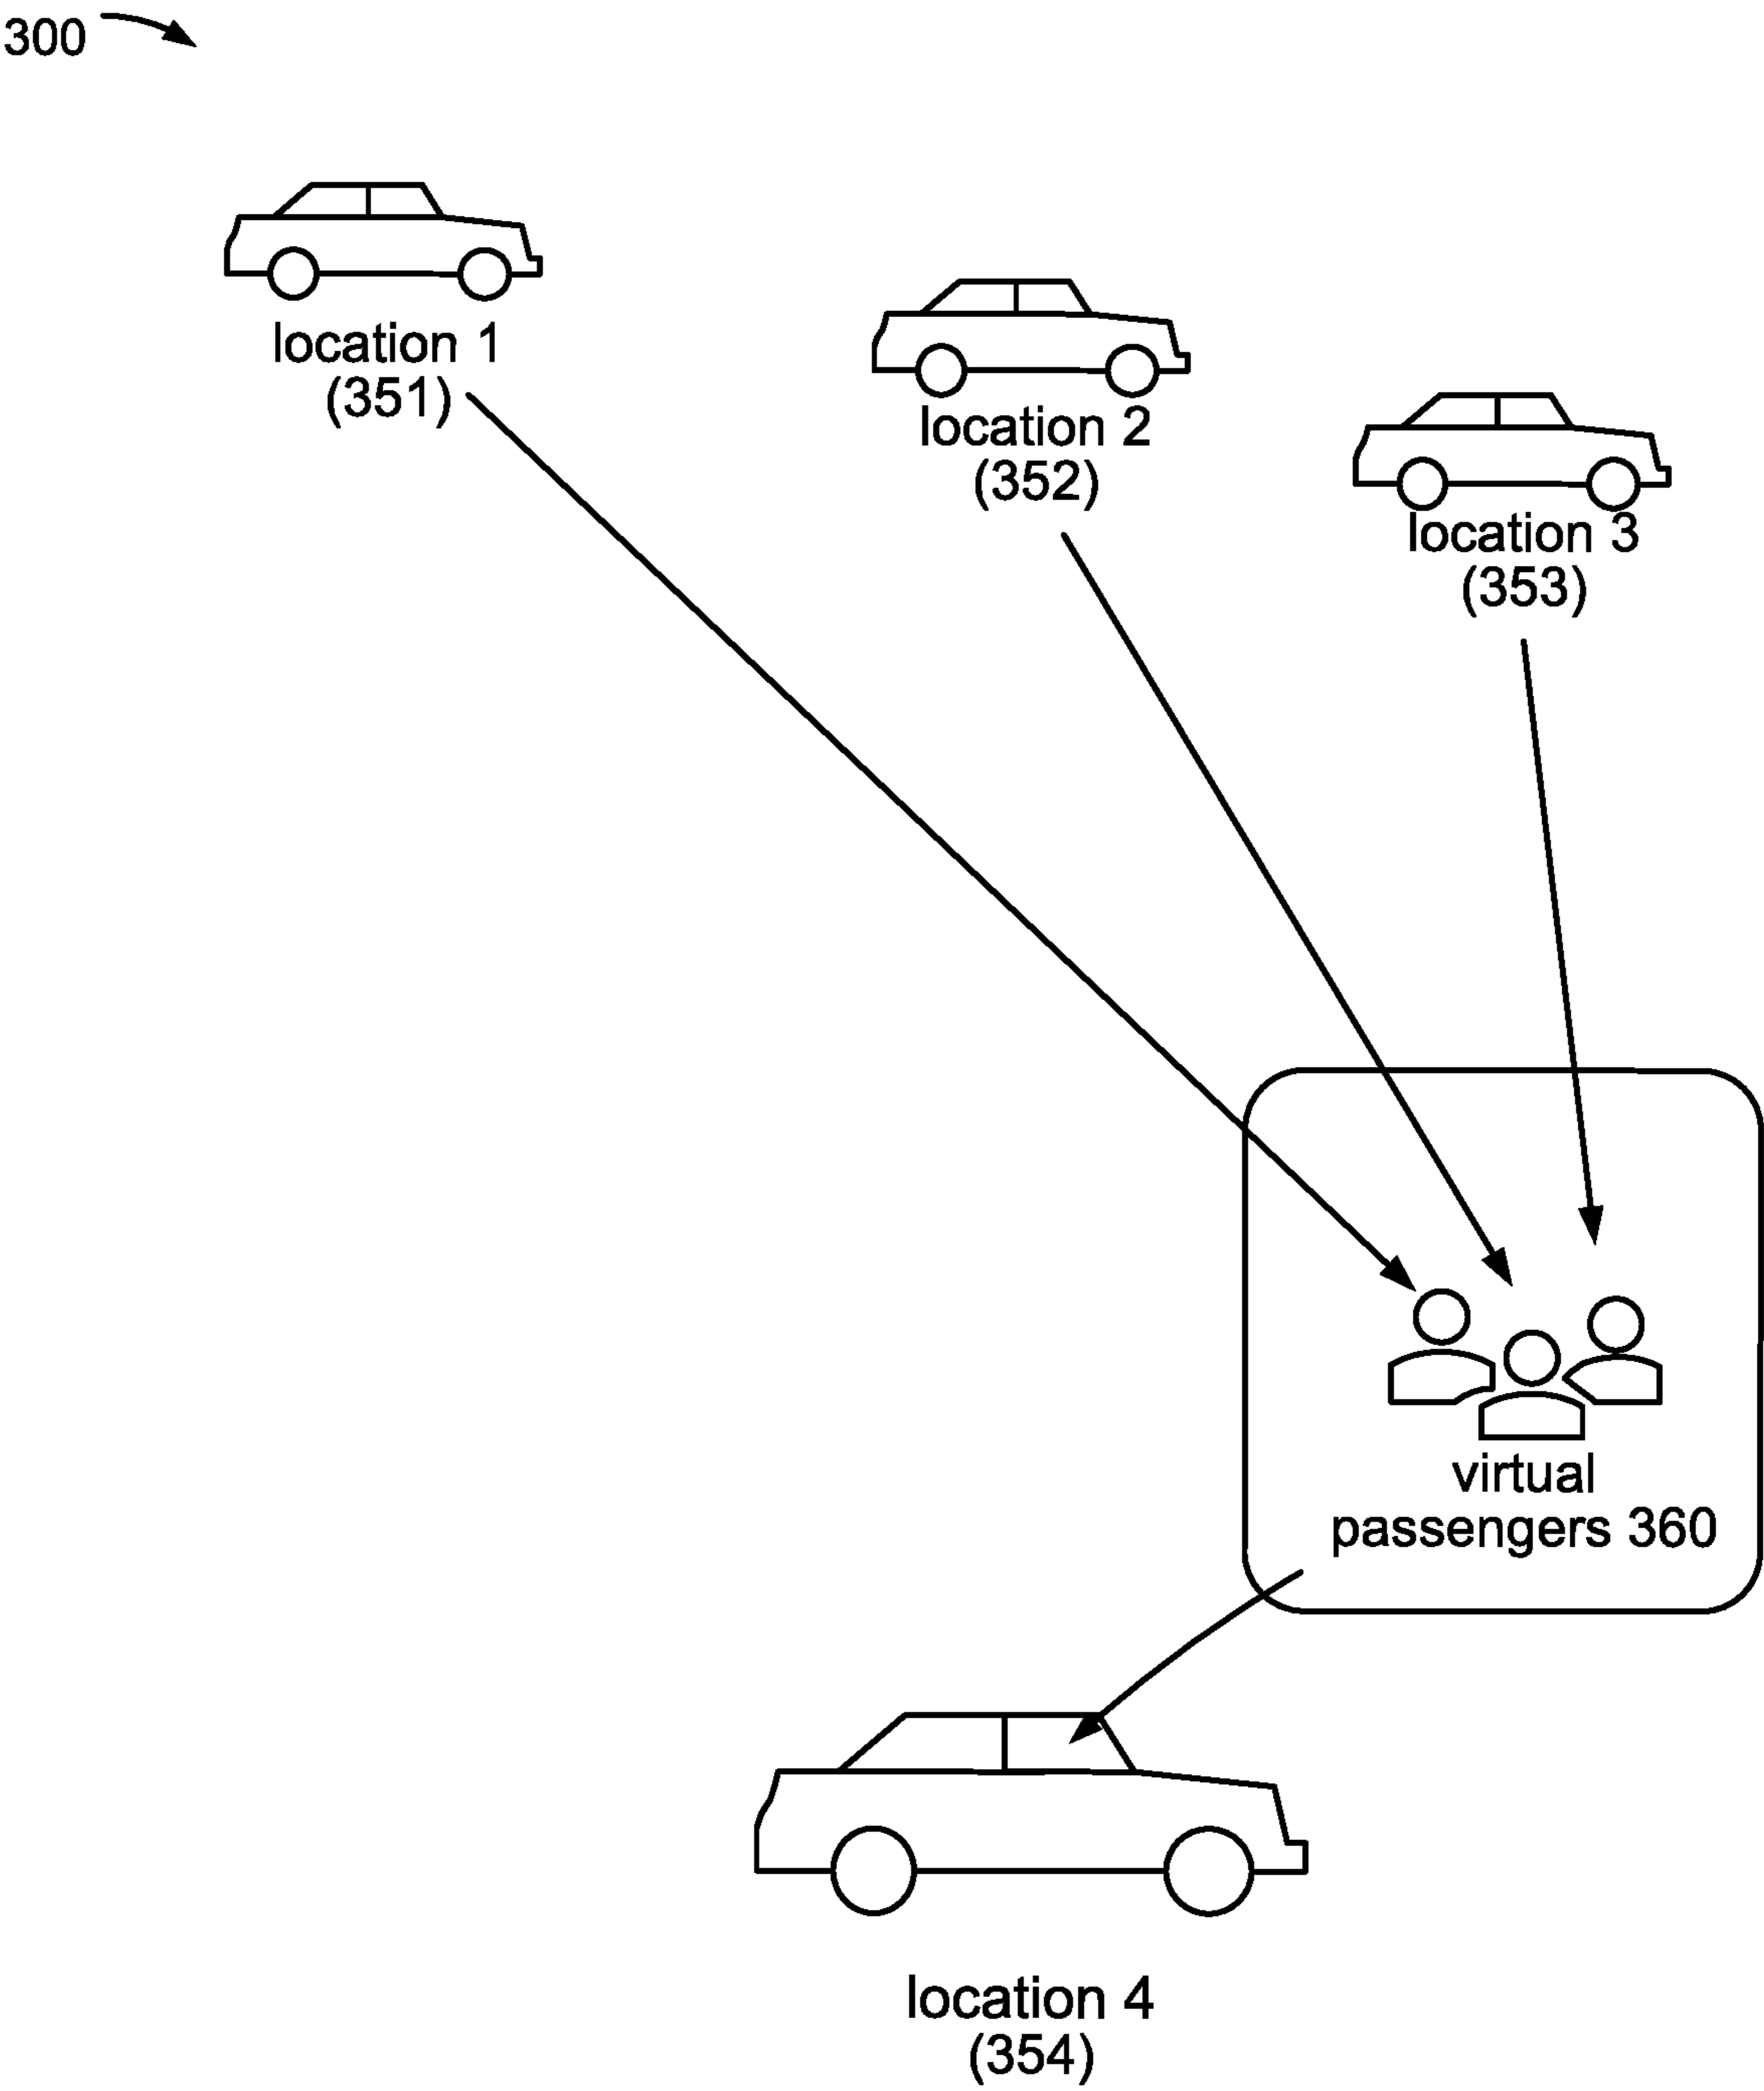 300
location 1
(351)
location 2
(352)
location 3
(353)
virtual
passengers 360
location 4
(354)